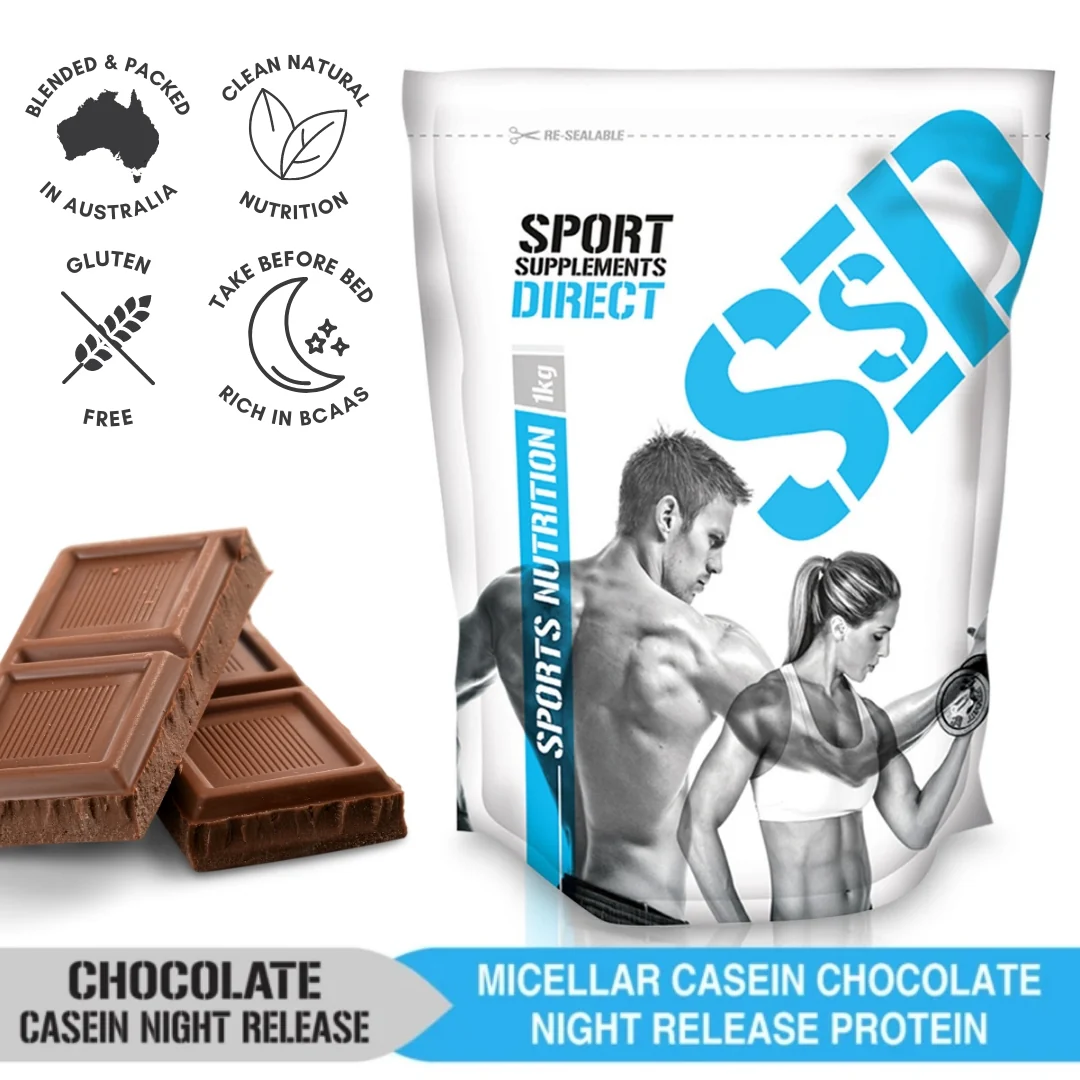 BLENDED & PACKED
IN AUSTRALIA
CLEAN NATURAL
NUTRITION
GLUTEN
FREE
TAKE BEFORE BED
RICH IN BCAAS
RE-SEALABLE
SPORT
SUPPLEMENTS
DIRECT
SSD
1kg
SPORTS NUTRITION
CHOCOLATE
CASEIN NIGHT RELEASE
MICELLAR CASEIN CHOCOLATE
NIGHT RELEASE PROTEIN